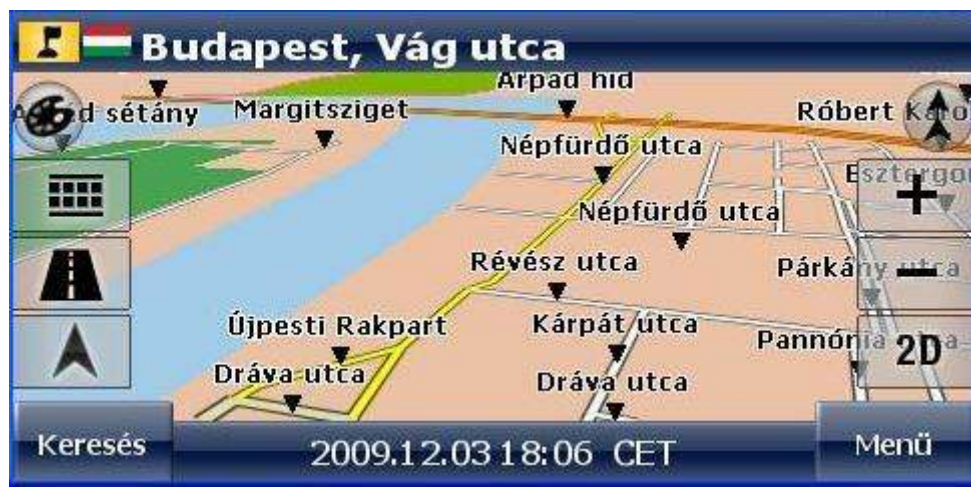 Budapest, Vág utca
Árpád híd
sétány
Margitsziget
Róbert
Népfürdő utca
Népfürdő utca
Révész utca
Párkány utca
Újpesti Rakpart
Kárpát utca
Pannónia
2D
Dráva utca
Dráva utca
Keresés
2009.12.03 18:06 CET
Menü